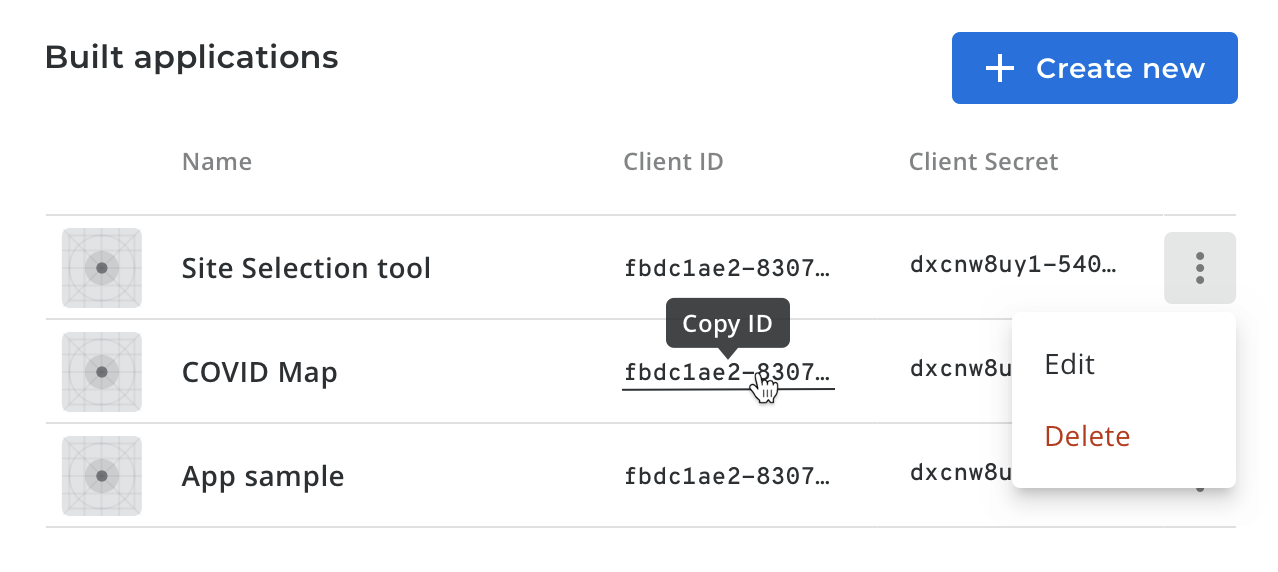 Built applications
Create new
Name Client ID Client Secret
Site Selection tool fbdc1ae2-8307… dxcnw8uy1-540…
Copy ID
COVID Map fbdc1ae2-8307… dxcnw8u
Edit
Delete
App sample fbdc1ae2-8307… dxcnw8u